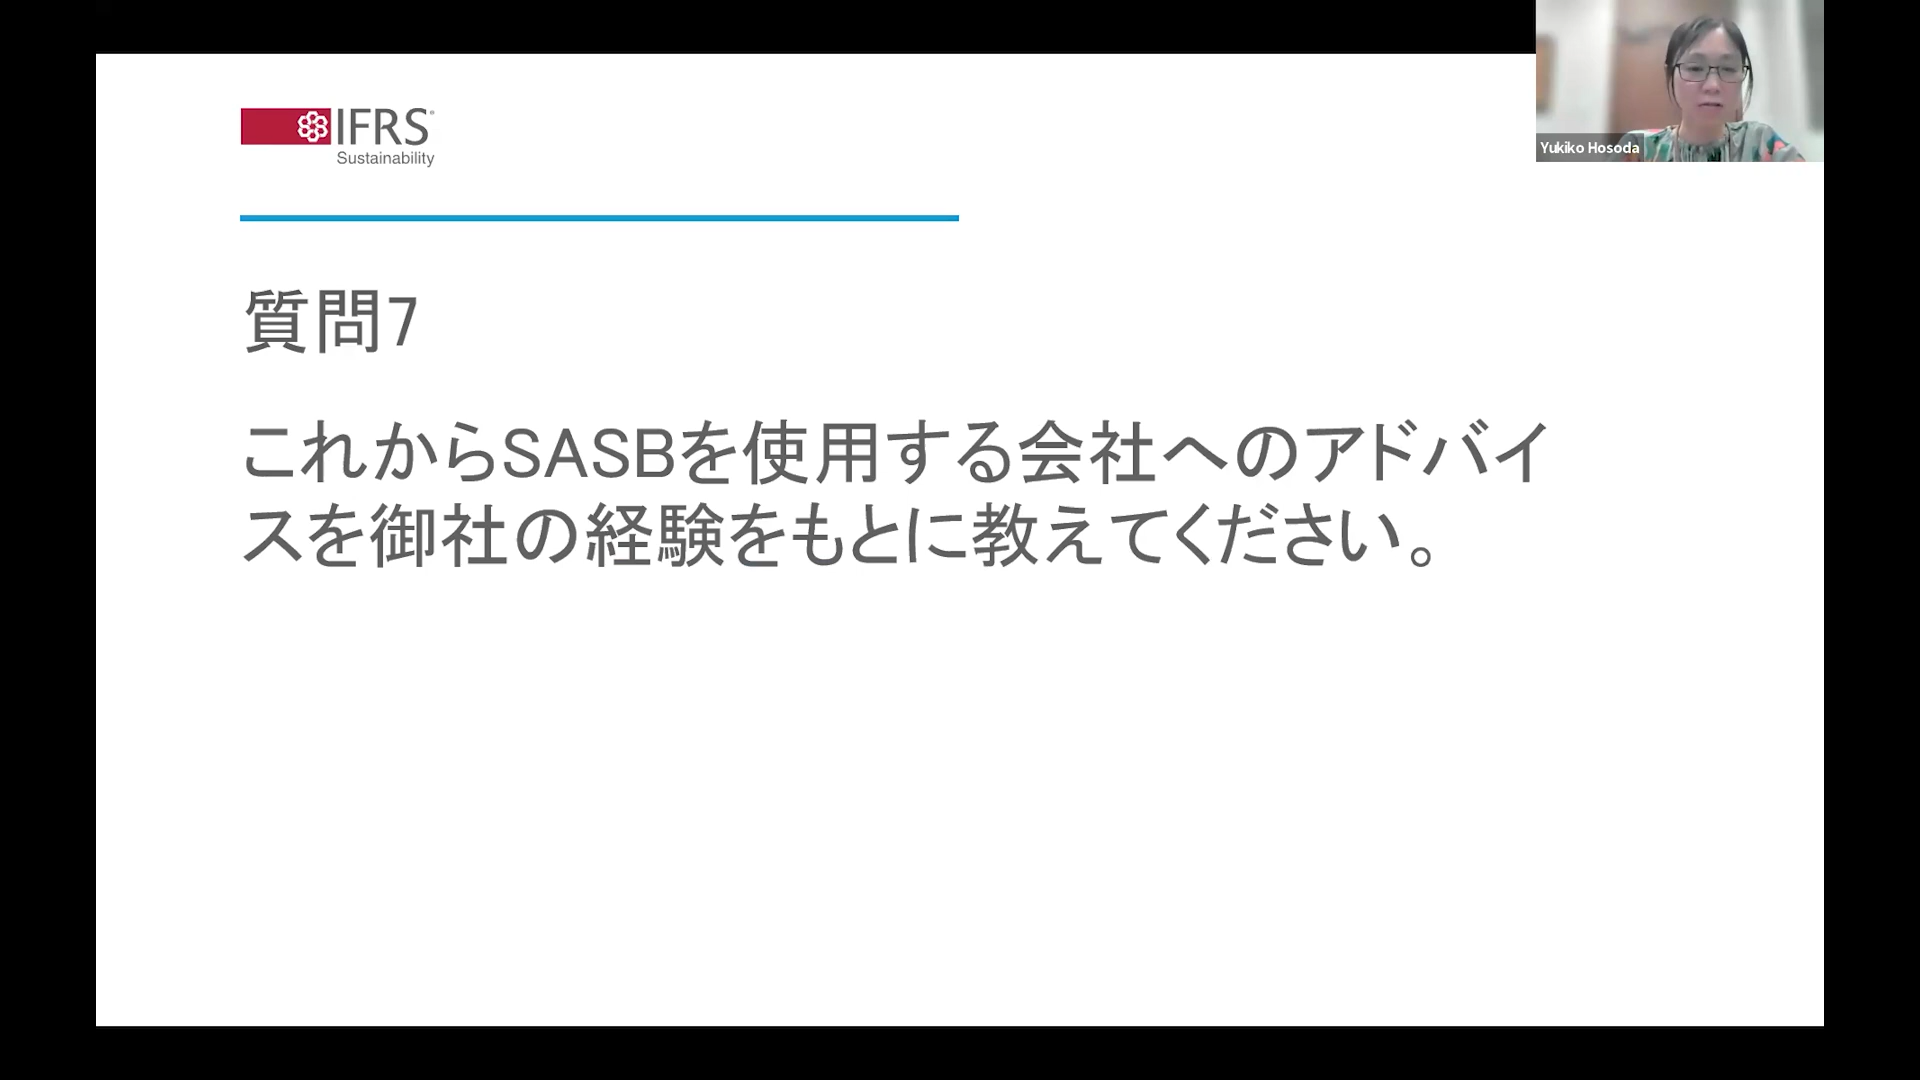 IFRS
Sustainability
Yukiko Hosoda
質問7
これからSASBを使用する会社へのアドバイ
スを御社の経験をもとに教えてください。